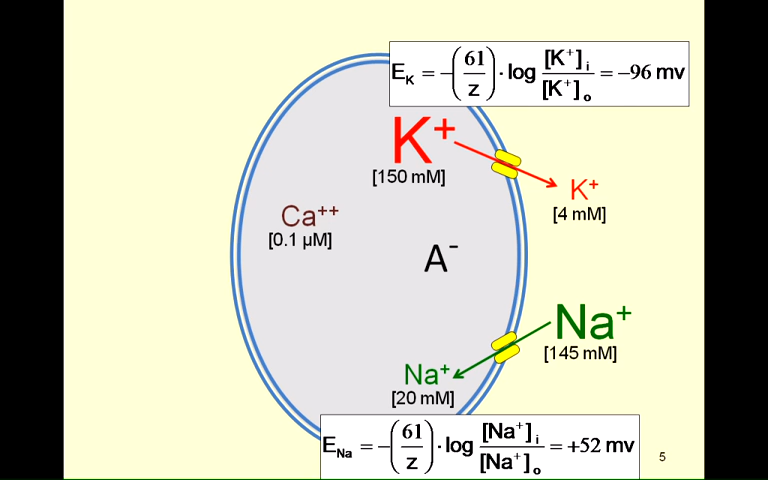 E_K = −(61/z) · log [K⁺]ᵢ/[K⁺]ₒ = −96 mv
K⁺
[150 mM]
K⁺
[4 mM]
Ca⁺⁺
[0.1 µM]
A⁻
Na⁺
[145 mM]
Na⁺
[20 mM]
E_Na = −(61/z) · log [Na⁺]ᵢ/[Na⁺]ₒ = +52 mv
5